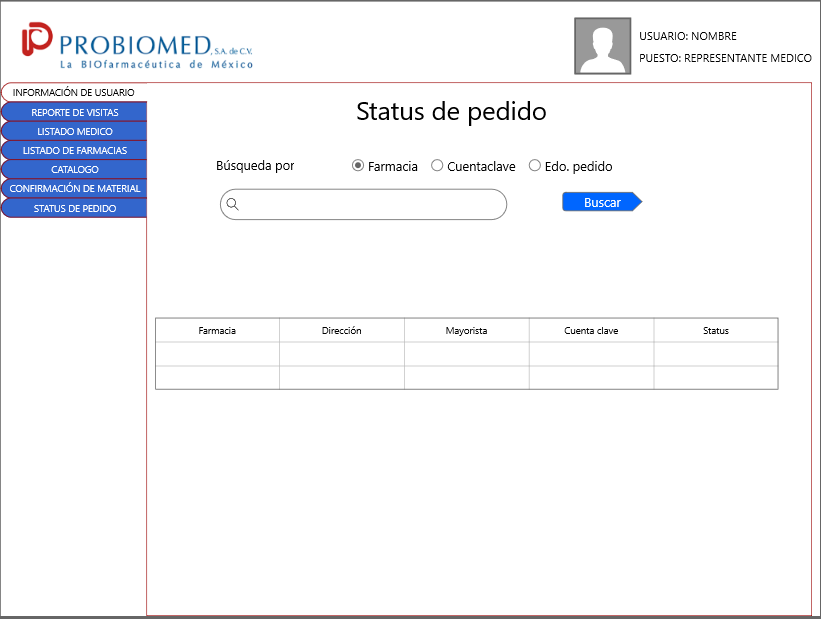 PROBIOMED, S.A. de C.V.
La BIOfarmacéutica de México
USUARIO: NOMBRE
PUESTO: REPRESENTANTE MEDICO
INFORMACIÓN DE USUARIO
REPORTE DE VISITAS
LISTADO MEDICO
LISTADO DE FARMACIAS
CATALOGO
CONFIRMACIÓN DE MATERIAL
STATUS DE PEDIDO
Status de pedido
Búsqueda por Farmacia Cuentaclave Edo. pedido
Buscar
Farmacia Dirección Mayorista Cuenta clave Status